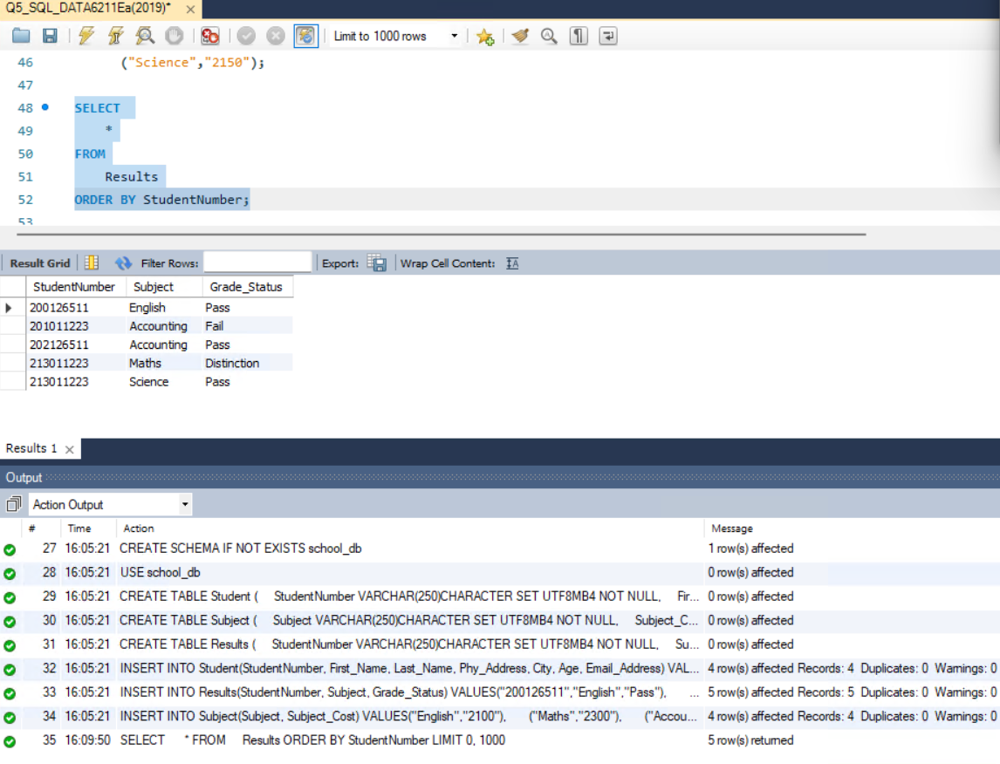 Q5_SQL_DATA6211Ea(2019)*
Limit to 1000 rows
46 ("Science","2150");
47
48 SELECT
49 *
50 FROM
51 Results
52 ORDER BY StudentNumber;
53
Result Grid Filter Rows: Export: Wrap Cell Content:
StudentNumber Subject Grade_Status
200126511 English Pass
201011223 Accounting Fail
202126511 Accounting Pass
213011223 Maths Distinction
213011223 Science Pass
Results 1
Output
Action Output
# Time Action Message
27 16:05:21 CREATE SCHEMA IF NOT EXISTS school_db 1 row(s) affected
28 16:05:21 USE school_db 0 row(s) affected
29 16:05:21 CREATE TABLE Student ( StudentNumber VARCHAR(250)CHARACTER SET UTF8MB4 NOT NULL, Fir... 0 row(s) affected
30 16:05:21 CREATE TABLE Subject ( Subject VARCHAR(250)CHARACTER SET UTF8MB4 NOT NULL, Subject_C... 0 row(s) affected
31 16:05:21 CREATE TABLE Results ( StudentNumber VARCHAR(250)CHARACTER SET UTF8MB4 NOT NULL, Su... 0 row(s) affected
32 16:05:21 INSERT INTO Student(StudentNumber, First_Name, Last_Name, Phy_Address, City, Age, Email_Address) VAL... 4 row(s) affected Records: 4 Duplicates: 0 Warnings: 0
33 16:05:21 INSERT INTO Results(StudentNumber, Subject, Grade_Status) VALUES("200126511","English","Pass"), ... 5 row(s) affected Records: 5 Duplicates: 0 Warnings: 0
34 16:05:21 INSERT INTO Subject(Subject, Subject_Cost) VALUES("English","2100"), ("Maths","2300"), ("Accou... 4 row(s) affected Records: 4 Duplicates: 0 Warnings: 0
35 16:09:50 SELECT * FROM Results ORDER BY StudentNumber LIMIT 0, 1000 5 row(s) returned